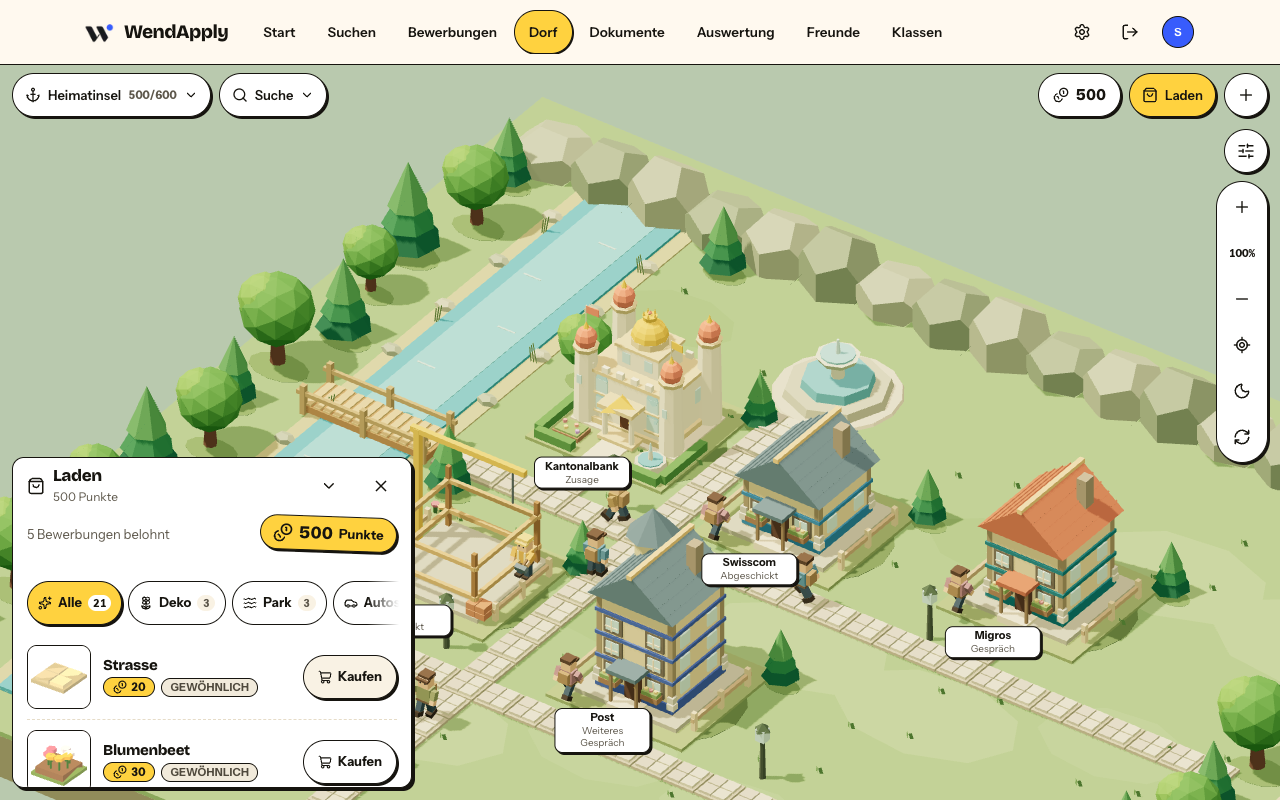 WendApply
Start
Suchen
Bewerbungen
Dorf
Dokumente
Auswertung
Freunde
Klassen
S
Heimatinsel 500/600
Suche
500
Laden
100%
Kantonalbank
Zusage
Swisscom
Abgeschickt
Migros
Gespräch
Post
Weiteres
Gespräch
kt
Laden
500 Punkte
5 Bewerbungen belohnt
500 Punkte
Alle 21
Deko 3
Park 3
Autos
Strasse
20 GEWÖHNLICH
Kaufen
Blumenbeet
30 GEWÖHNLICH
Kaufen